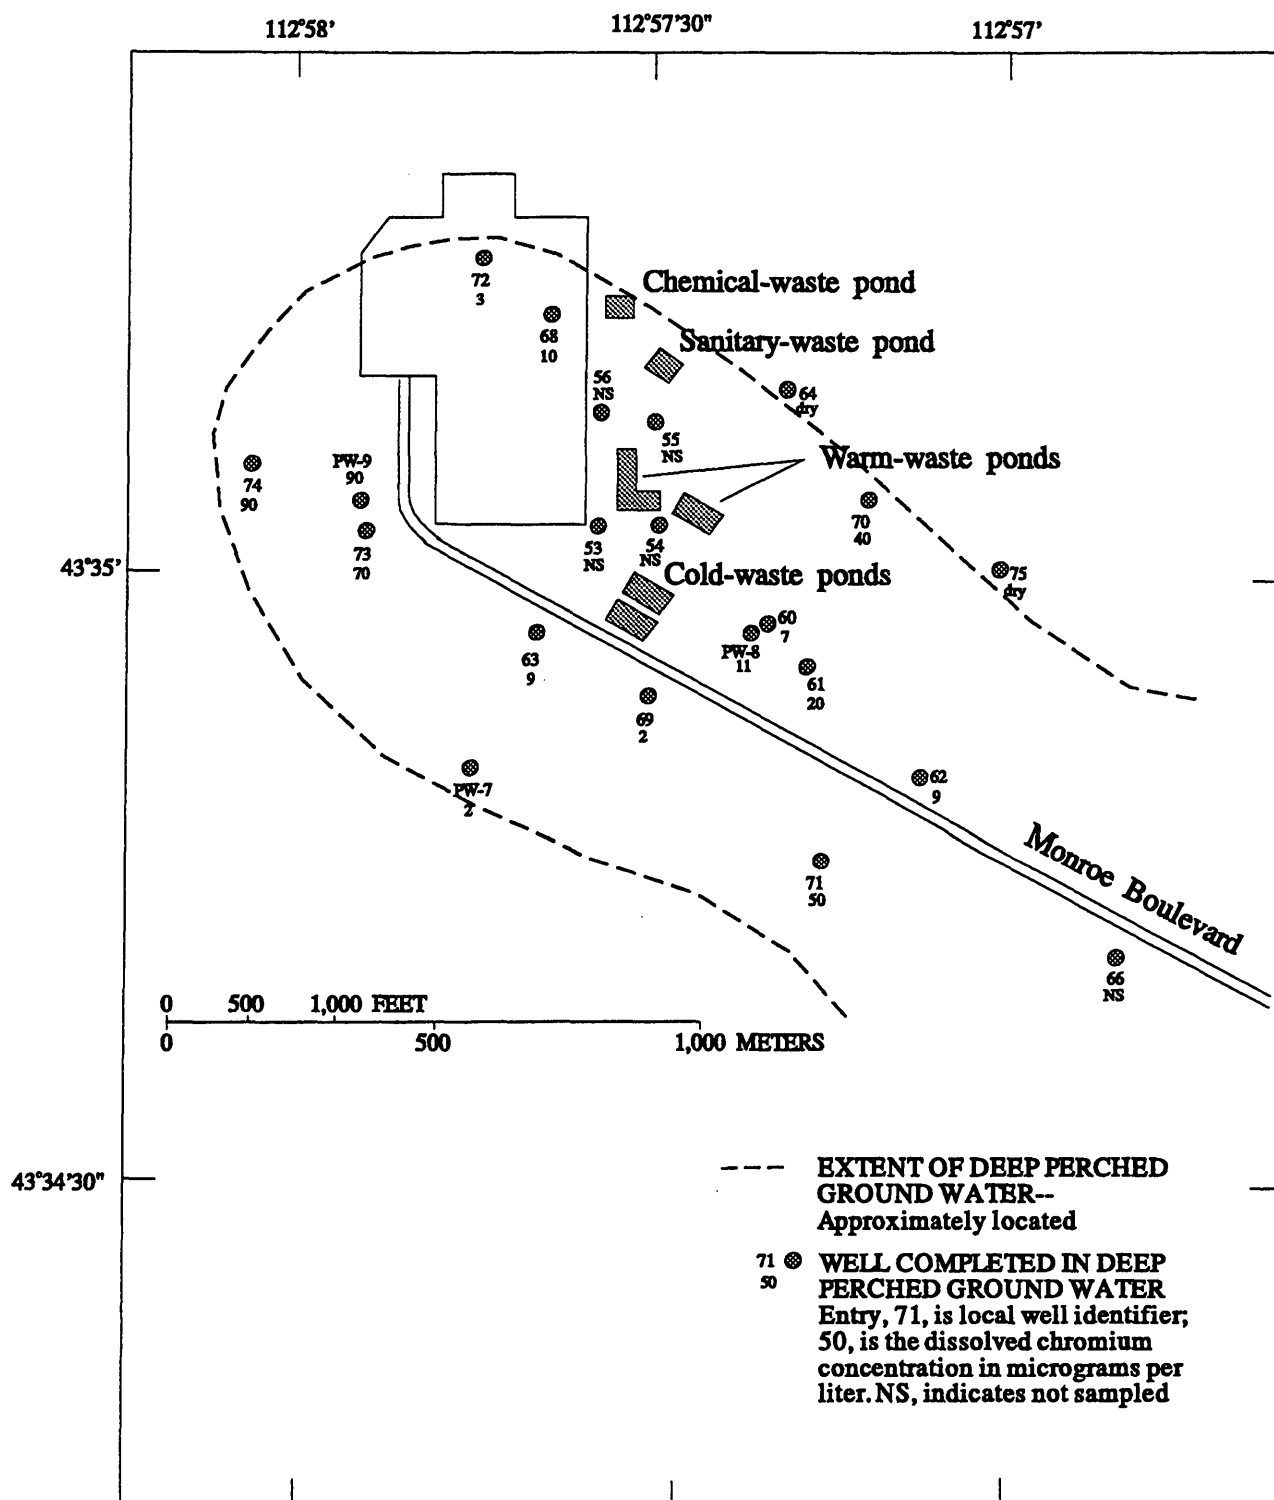 112°58'
112°57'30"
112°57'
Chemical-waste pond
72
3
68
10
Sanitary-waste pond
56
NS
64
dry
55
NS
Warm-waste ponds
PW-9
90
74
90
70
40
73
70
53
NS
54
NS
43°35'
75
dry
Cold-waste ponds
60
7
PW-8
11
63
9
61
20
69
2
PW-7
2
62
9
71
50
Monroe Boulevard
66
NS
0 500 1,000 FEET
0 500 1,000 METERS
43°34'30"
EXTENT OF DEEP PERCHED
GROUND WATER--
Approximately located
71
50
WELL COMPLETED IN DEEP
PERCHED GROUND WATER
Entry, 71, is local well identifier;
50, is the dissolved chromium
concentration in micrograms per
liter. NS, indicates not sampled